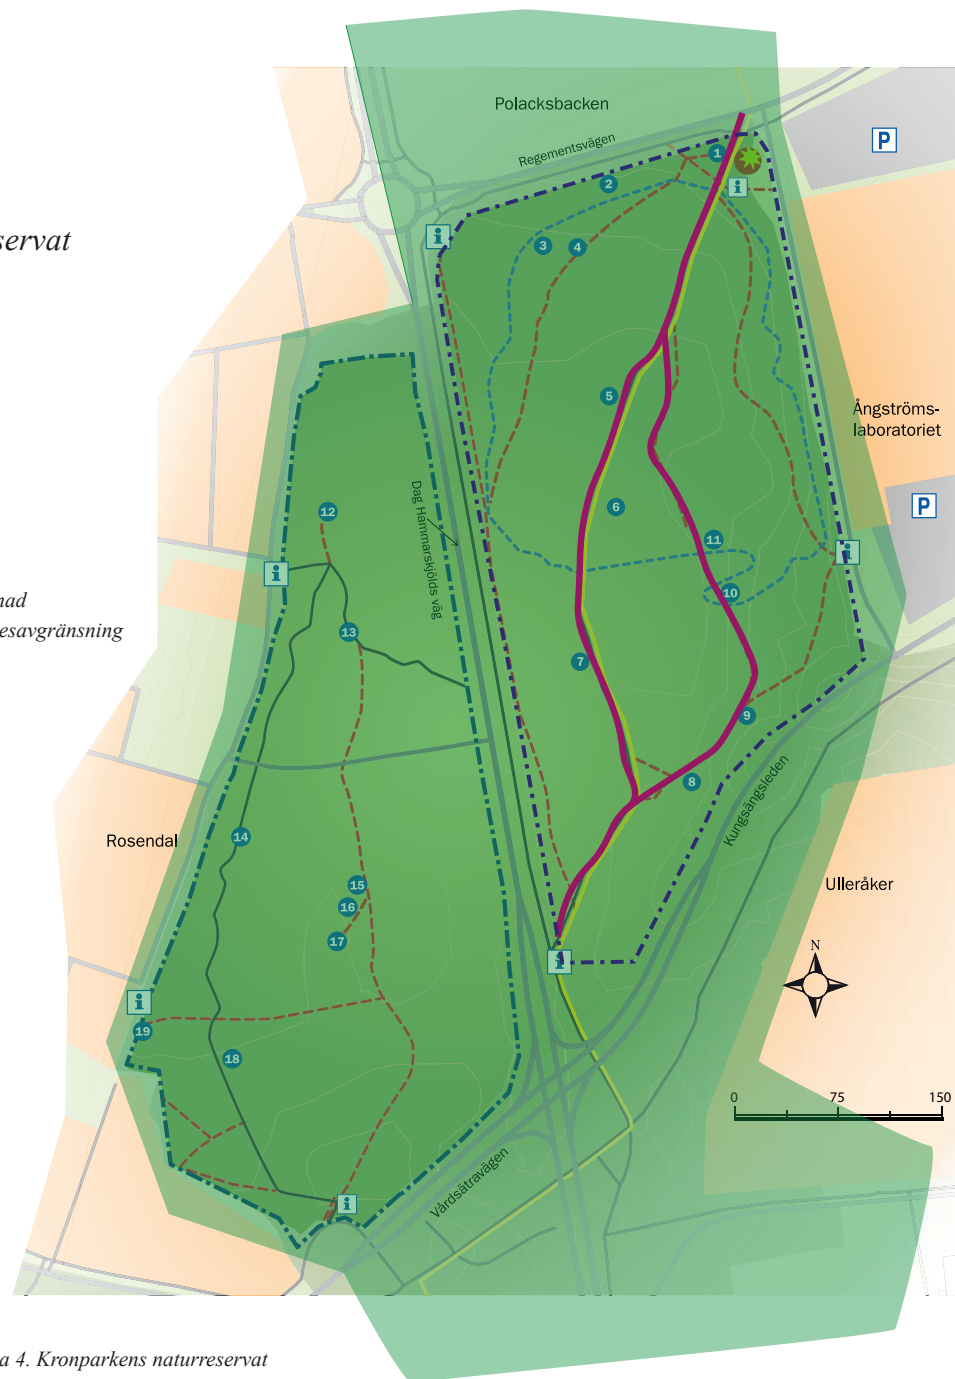 Polacksbacken
Regementsvägen
P
1
2
i
i
servat
3
4
5
Ångströms-
laboratoriet
Dag Hammarskjölds väg
P
12
6
11
i
i
10
nad
esavgränsning
13
7
9
8
Kungsängsleden
14
Rosendal
15
Ulleråker
16
17
N
i
i
19
18
0 75 150
Vårdsätravägen
i
a 4. Kronparkens naturreservat